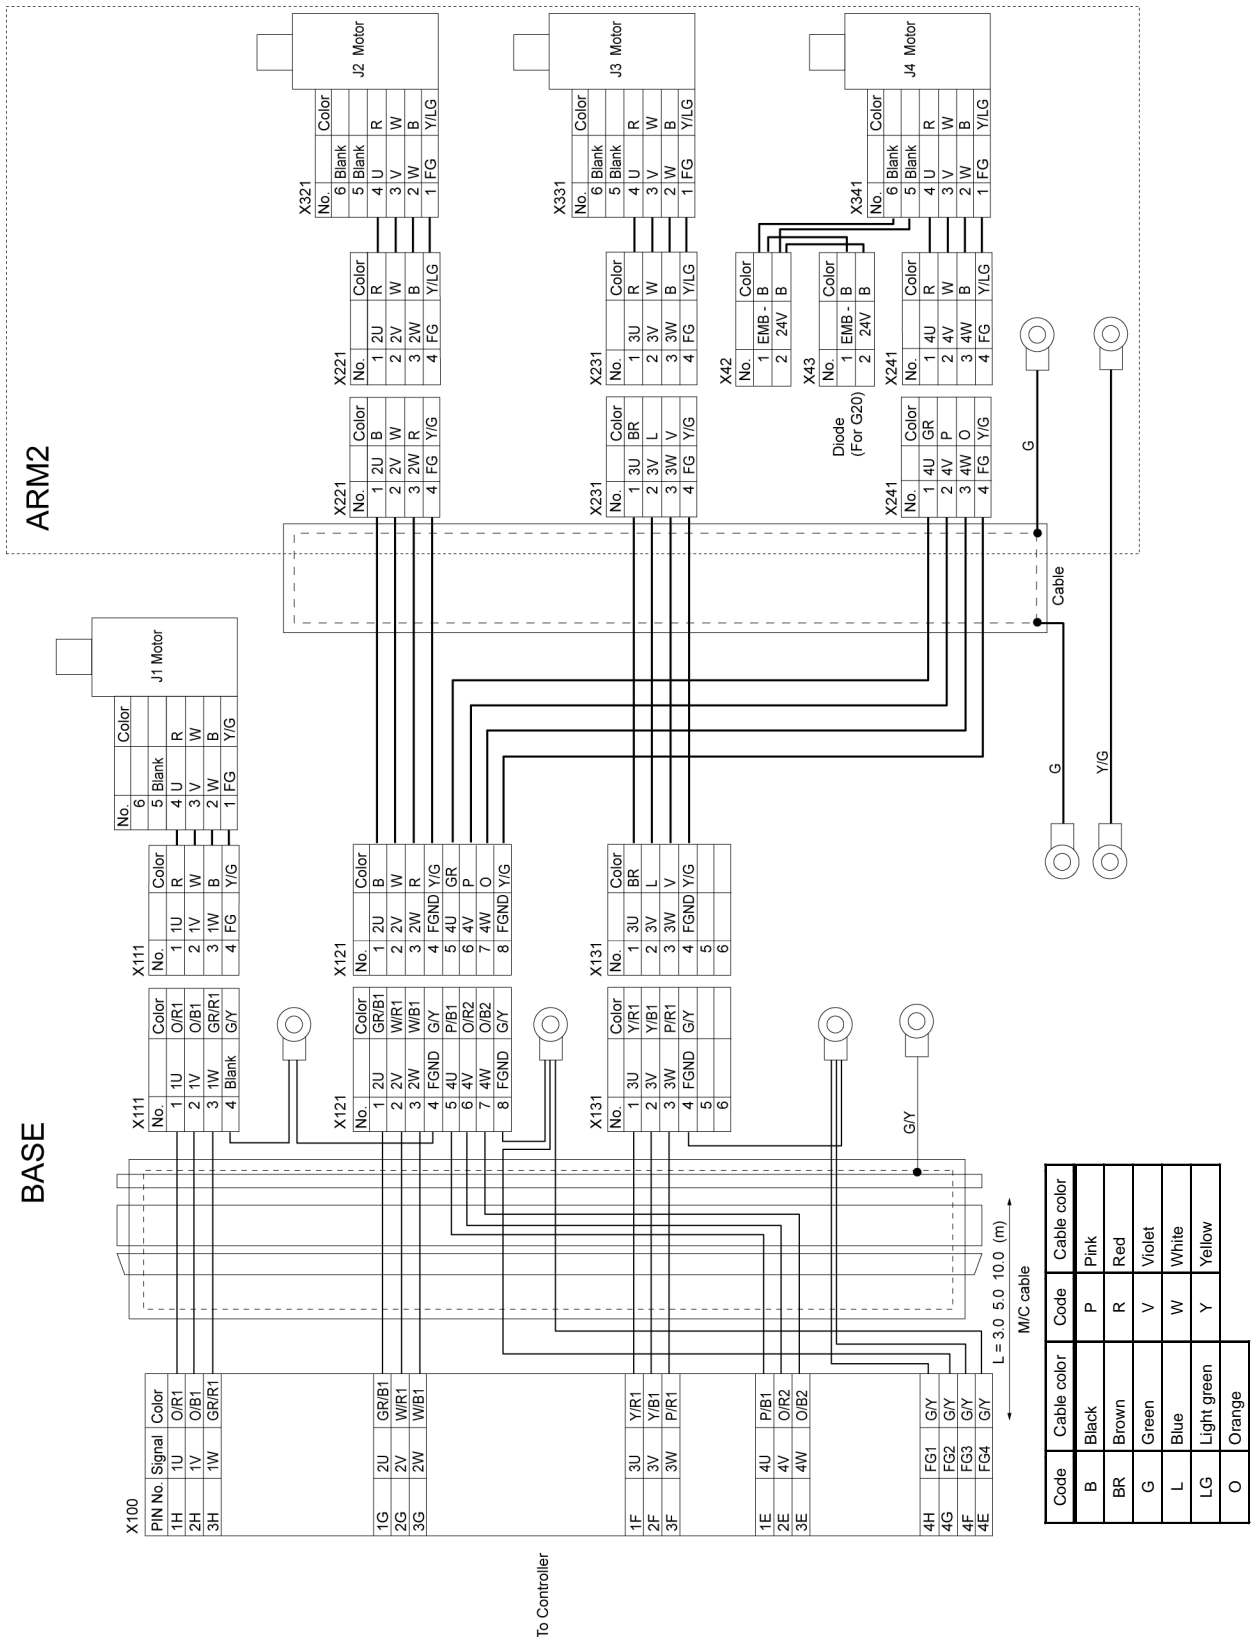 BASE
ARM2
To Controller
X100
PIN No. Signal Color
1H 1U O/R1
2H 1V O/B1
3H 1W GR/R1
1G 2U GR/B1
2G 2V W/R1
3G 2W W/B1
1F 3U Y/R1
2F 3V Y/B1
3F 3W P/R1
1E 4U P/B1
2E 4V O/R2
3E 4W O/B2
4H FG1 G/Y
4G FG2 G/Y
4F FG3 G/Y
4E FG4 G/Y
L = 3.0 5.0 10.0 (m)
M/C cable
G/Y
X111
No. Color
1 1U O/R1
2 1V O/B1
3 1W GR/R1
4 Blank G/Y
X111
No. Color
1 1U R
2 1V W
3 1W B
4 FG Y/G
No. Color
6
5 Blank
4 U R
3 V W
2 W B
1 FG Y/G
J1 Motor
X121
No. Color
1 2U GR/B1
2 2V W/R1
3 2W W/B1
4 FGND G/Y
5 4U P/B1
6 4V O/R2
7 4W O/B2
8 FGND G/Y
X121
No. Color
1 2U B
2 2V W
3 2W R
4 FGND Y/G
5 4U GR
6 4V P
7 4W O
8 FGND Y/G
X131
No. Color
1 3U Y/R1
2 3V Y/B1
3 3W P/R1
4 FGND G/Y
5
6
X131
No. Color
1 3U BR
2 3V L
3 3W V
4 FGND Y/G
5
6
Cable
G
G
Y/G
X221
No. Color
1 2U B
2 2V W
3 2W R
4 FG Y/G
X221
No. Color
1 2U R
2 2V W
3 2W B
4 FG Y/LG
X321
No. Color
6 Blank
5 Blank
4 U R
3 V W
2 W B
1 FG Y/LG
J2 Motor
X231
No. Color
1 3U BR
2 3V L
3 3W V
4 FG Y/G
X231
No. Color
1 3U R
2 3V W
3 3W B
4 FG Y/LG
X331
No. Color
6 Blank
5 Blank
4 U R
3 V W
2 W B
1 FG Y/LG
J3 Motor
X42
No. Color
1 EMB - B
2 24V B
X43
No. Color
1 EMB - B
2 24V B
Diode
(For G20)
X241
No. Color
1 4U GR
2 4V P
3 4W O
4 FG Y/G
X241
No. Color
1 4U R
2 4V W
3 4W B
4 FG Y/LG
X341
No. Color
6 Blank
5 Blank
4 U R
3 V W
2 W B
1 FG Y/LG
J4 Motor
Code Cable color Code Cable color
B Black P Pink
BR Brown R Red
G Green V Violet
L Blue W White
LG Light green Y Yellow
O Orange